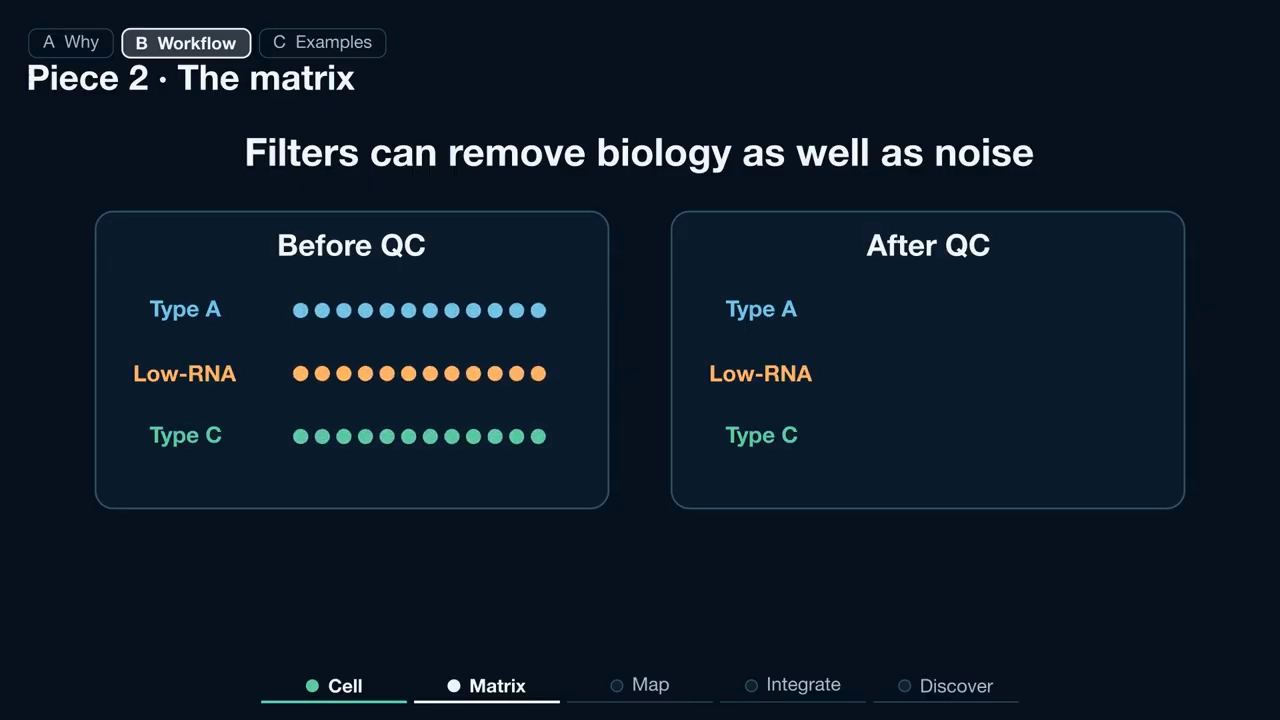 A Why B Workflow C Examples
Piece 2 · The matrix
Filters can remove biology as well as noise
Before QC
Type A
Low-RNA
Type C
After QC
Type A
Low-RNA
Type C
Cell Matrix Map Integrate Discover